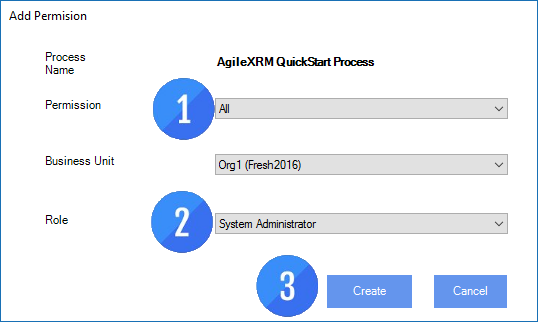 Add Permision
Process
Name
AgileXRM QuickStart Process
Permission
1
All
Business Unit
Org1 (Fresh2016)
Role
2
System Administrator
3
Create
Cancel